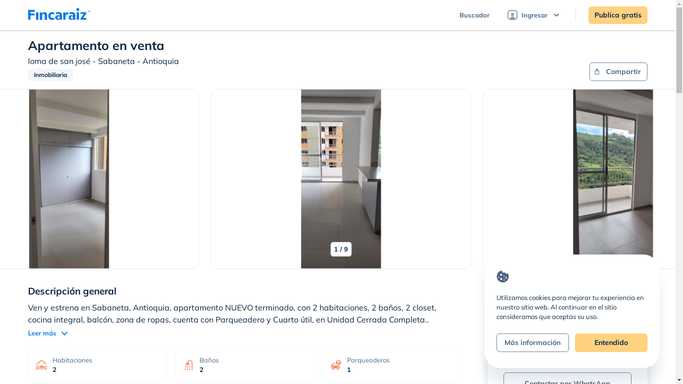 Fincaraiz
Buscador
Ingresar
Publica gratis
Apartamento en venta
loma de san josé - Sabaneta - Antioquia
Inmobiliaria
Compartir
1 / 9
Descripción general
Ven y estrena en Sabaneta, Antioquia, apartamento NUEVO terminado, con 2 habitaciones, 2 baños, 2 closet,
cocina integral, balcón, zona de ropas, cuenta con Parqueadero y Cuarto útil, en Unidad Cerrada Completa..
Leer más
Habitaciones
2
Baños
2
Parqueaderos
1
Utilizamos cookies para mejorar tu experiencia en
nuestro sitio web. Al continuar en el sitio
consideramos que aceptas su uso.
Más información
Entendido
Contactar por WhatsApp